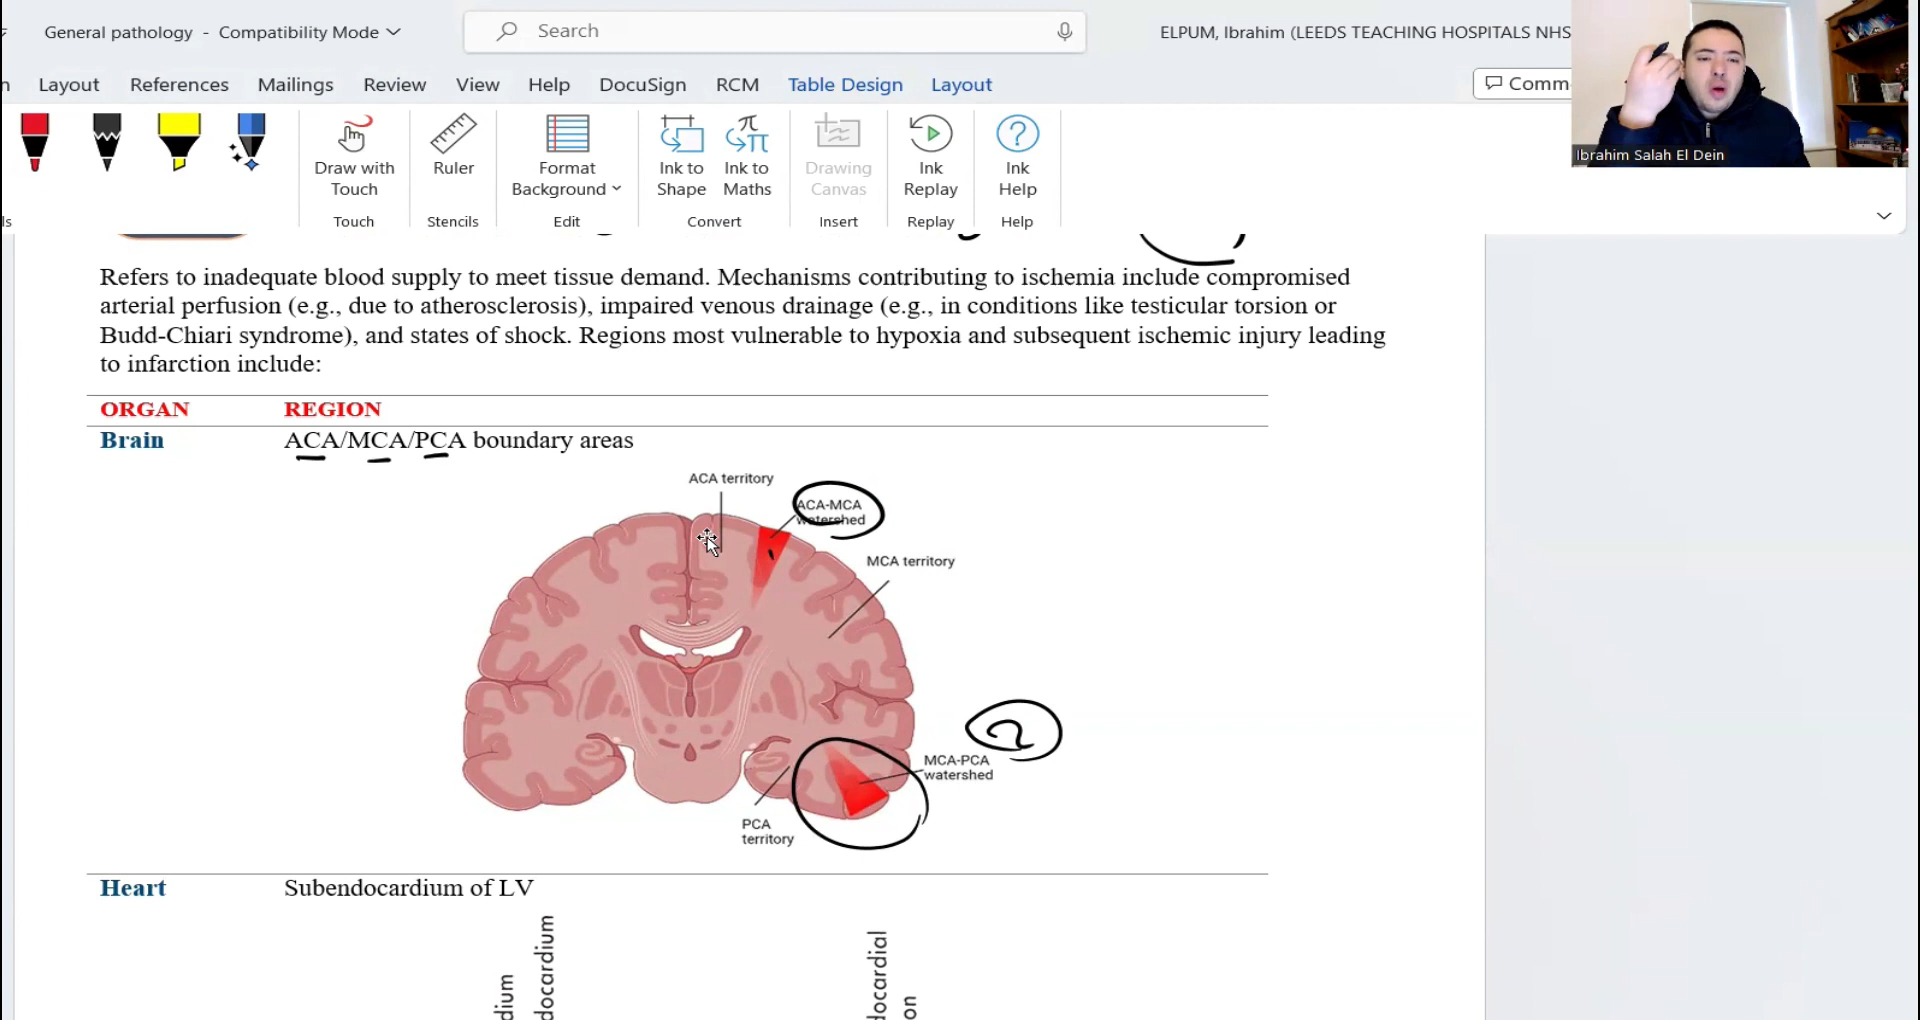 General pathology - Compatibility Mode
Search
ELPUM, Ibrahim (LEEDS TEACHING HOSPITALS NHS
Layout References Mailings Review View Help DocuSign RCM Table Design Layout
Comm
Draw with Touch
Ruler
Format Background
Ink to Shape
Ink to Maths
Drawing Canvas
Ink Replay
Ink Help
Touch Stencils Edit Convert Insert Replay Help
Ibrahim Salah El Dein
Refers to inadequate blood supply to meet tissue demand. Mechanisms contributing to ischemia include compromised
arterial perfusion (e.g., due to atherosclerosis), impaired venous drainage (e.g., in conditions like testicular torsion or
Budd-Chiari syndrome), and states of shock. Regions most vulnerable to hypoxia and subsequent ischemic injury leading
to infarction include:
ORGAN REGION
Brain ACA/MCA/PCA boundary areas
ACA territory
ACA-MCA
watershed
MCA territory
2
MCA-PCA
watershed
PCA
territory
Heart Subendocardium of LV